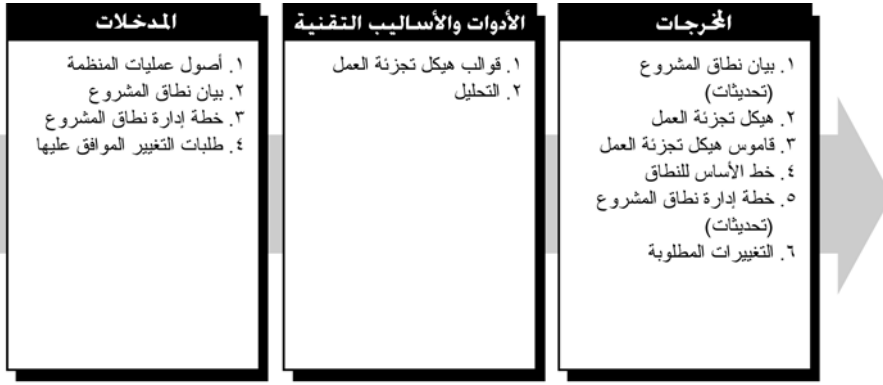 المدخلات
١. أصول عمليات المنظمة
٢. بيان نطاق المشروع
٣. خطة إدارة نطاق المشروع
٤. طلبات التغيير الموافق عليها
الأدوات والأساليب التقنية
١. قوالب هيكل تجزئة العمل
٢. التحليل
المخرجات
١. بيان نطاق المشروع
(تحديثات)
٢. هيكل تجزئة العمل
٣. قاموس هيكل تجزئة العمل
٤. خط الأساس للنطاق
٥. خطة إدارة نطاق المشروع
(تحديثات)
٦. التغييرات المطلوبة